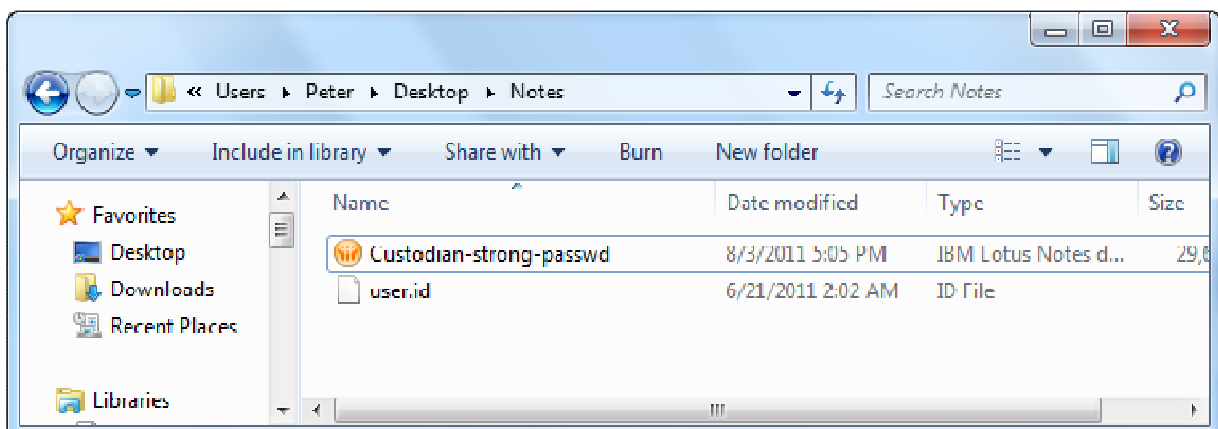 « Users Peter Desktop Notes Search Notes
Organize Include in library Share with Burn New folder
Favorites
Desktop
Downloads
Recent Places
Libraries
Name Date modified Type Size
Custodian-strong-passwd 8/3/2011 5:05 PM IBM Lotus Notes d...
user.id 6/21/2011 2:02 AM ID File